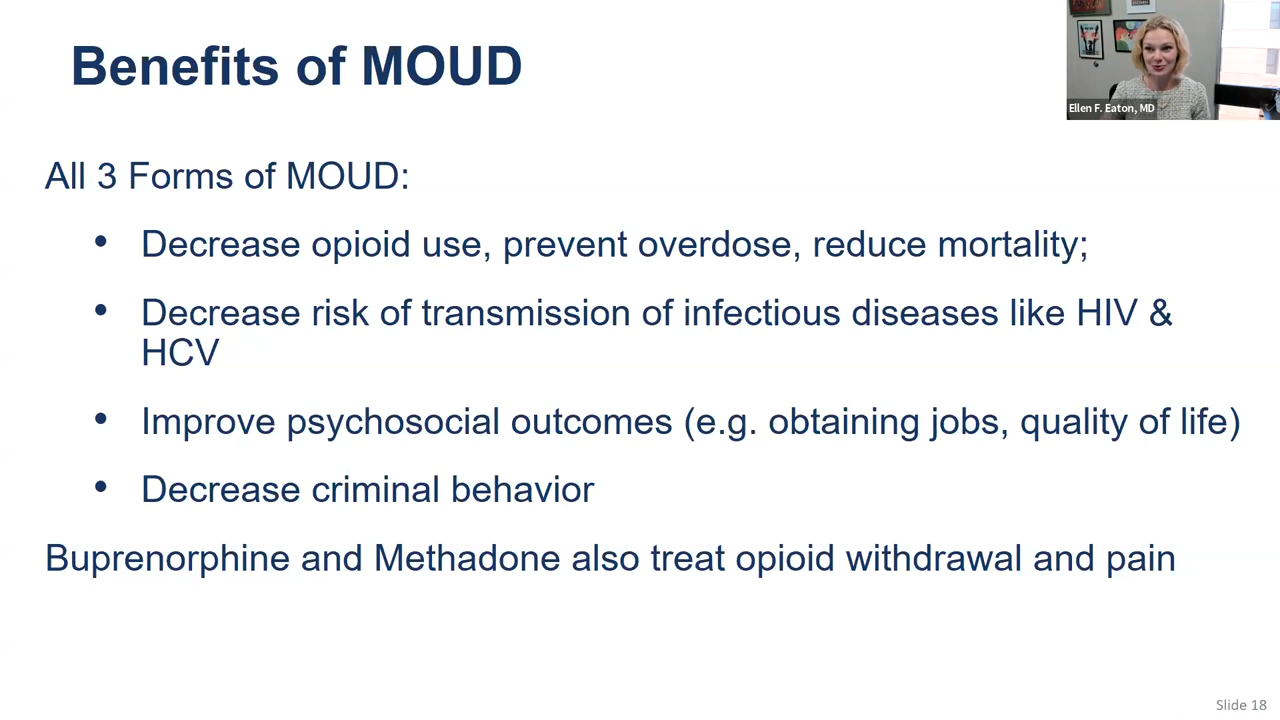 Benefits of MOUD
Ellen F. Eaton, MD
All 3 Forms of MOUD:
• Decrease opioid use, prevent overdose, reduce mortality;
• Decrease risk of transmission of infectious diseases like HIV &
HCV
• Improve psychosocial outcomes (e.g. obtaining jobs, quality of life)
• Decrease criminal behavior
Buprenorphine and Methadone also treat opioid withdrawal and pain
Slide 18